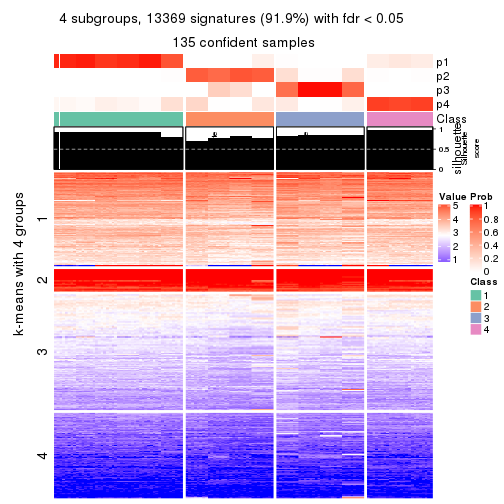 4 subgroups, 13369 signatures (91.9%) with fdr < 0.05
135 confident samples
p1
p2
p3
p4
Class
1
0.5
0
silhouette
Silhouette
score
k-means with 4 groups
1
2
3
4
Value
5
4
3
2
1
Prob
1
0.8
0.6
0.4
0.2
0
Class
1
2
3
4